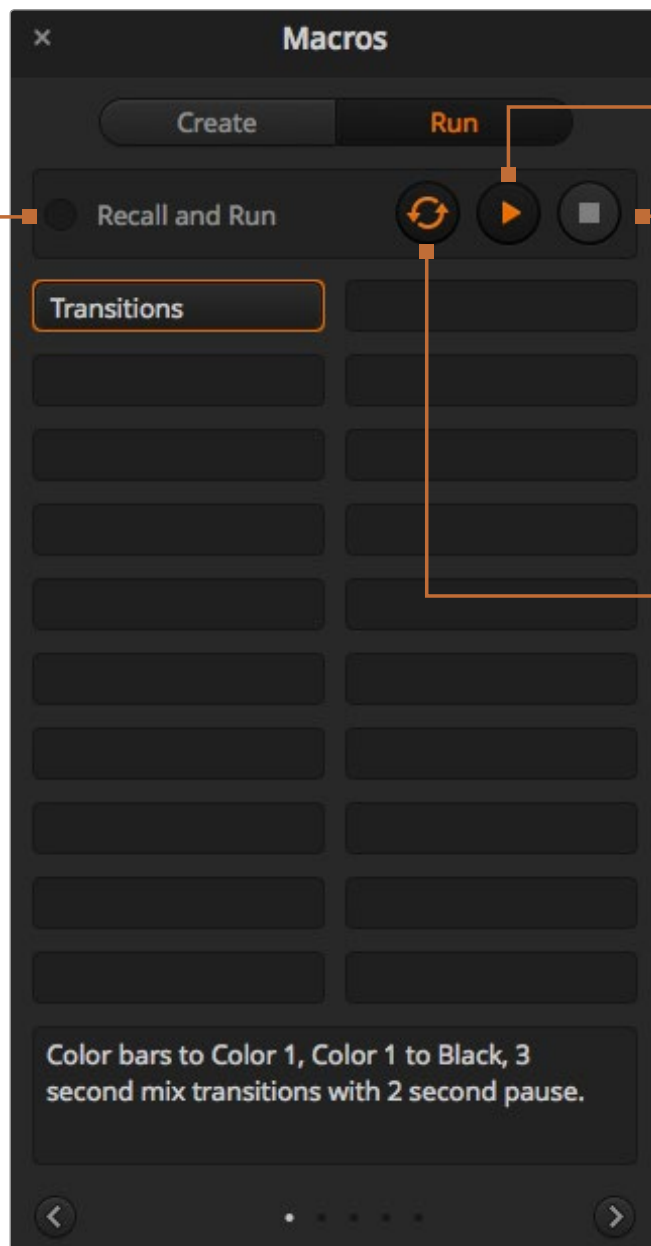 Macros
Create Run
Recall and Run
Transitions
Color bars to Color 1, Color 1 to Black, 3
second mix transitions with 2 second pause.